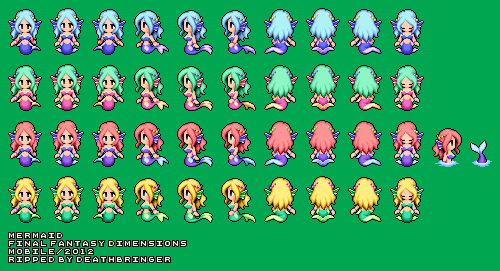 MERMAID
FINAL FANTASY DIMENSIONS
MOBILE/2012
RIPPED BY DEATHBRINGER